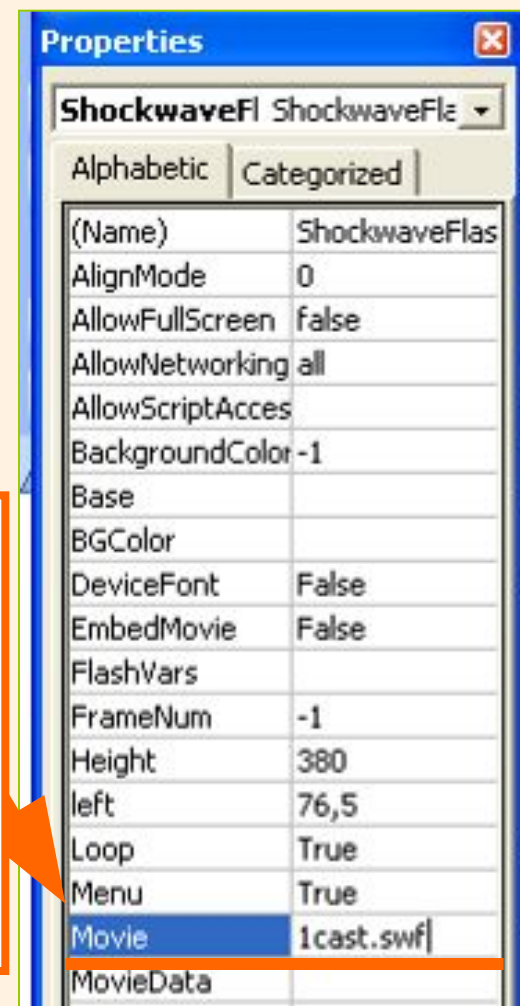 Properties
ShockwaveFl ShockwaveFla
Alphabetic Categorized
(Name) ShockwaveFlas
AlignMode 0
AllowFullScreen false
AllowNetworking all
AllowScriptAcces
BackgroundColor -1
Base
BGColor
DeviceFont False
EmbedMovie False
FlashVars
FrameNum -1
Height 380
left 76,5
Loop True
Menu True
Movie 1cast.swf
MovieData